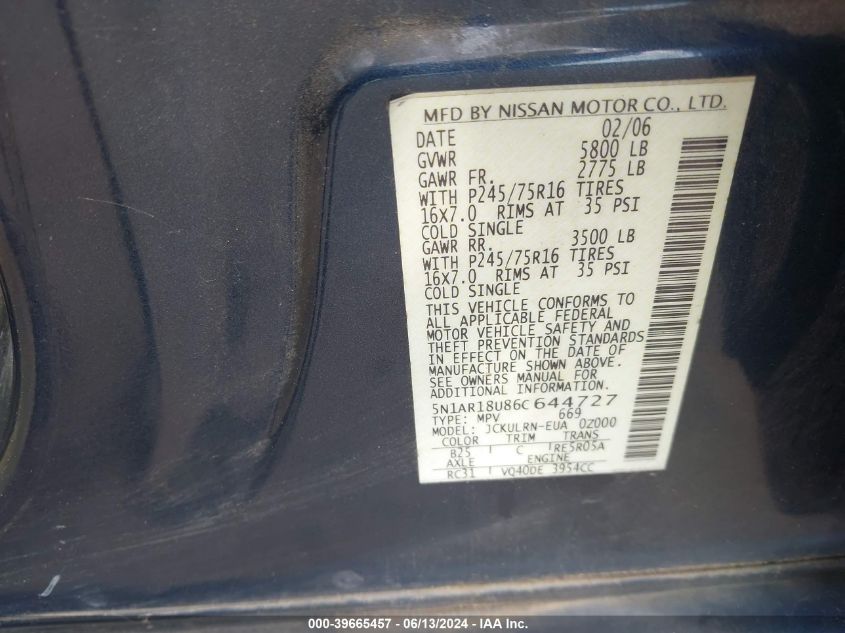 MFD BY NISSAN MOTOR CO., LTD.
DATE 02/06
GVWR 5800 LB
GAWR FR. 2775 LB
WITH P245/75R16 TIRES
16X7.0 RIMS AT 35 PSI
COLD SINGLE
GAWR RR. 3500 LB
WITH P245/75R16 TIRES
16X7.0 RIMS AT 35 PSI
COLD SINGLE
THIS VEHICLE CONFORMS TO
ALL APPLICABLE FEDERAL
MOTOR VEHICLE SAFETY AND
THEFT PREVENTION STANDARDS
IN EFFECT ON THE DATE OF
MANUFACTURE SHOWN ABOVE.
SEE OWNERS MANUAL FOR
ADDITIONAL INFORMATION.
5N1AR18U86C644727
TYPE: MPV 669
MODEL: JCKULRN-EUA 0Z000
COLOR TRIM TRANS
B25 C RE5R05A
AXLE ENGINE
RC31 VQ40DE 3954CC
000-39665457 - 06/13/2024 - IAA Inc.